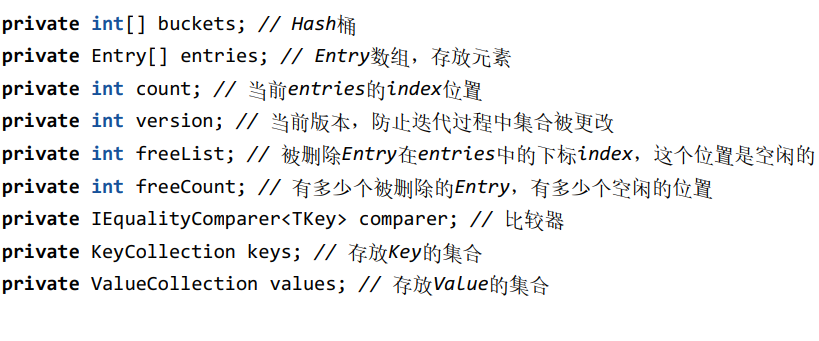 private int[] buckets; // Hash桶
private Entry[] entries; // Entry数组，存放元素
private int count; // 当前entries的index位置
private int version; // 当前版本，防止迭代过程中集合被更改
private int freeList; // 被删除Entry在entries中的下标index，这个位置是空闲的
private int freeCount; // 有多少个被删除的Entry，有多少个空闲的位置
private IEqualityComparer<TKey> comparer; // 比较器
private KeyCollection keys; // 存放Key的集合
private ValueCollection values; // 存放Value的集合